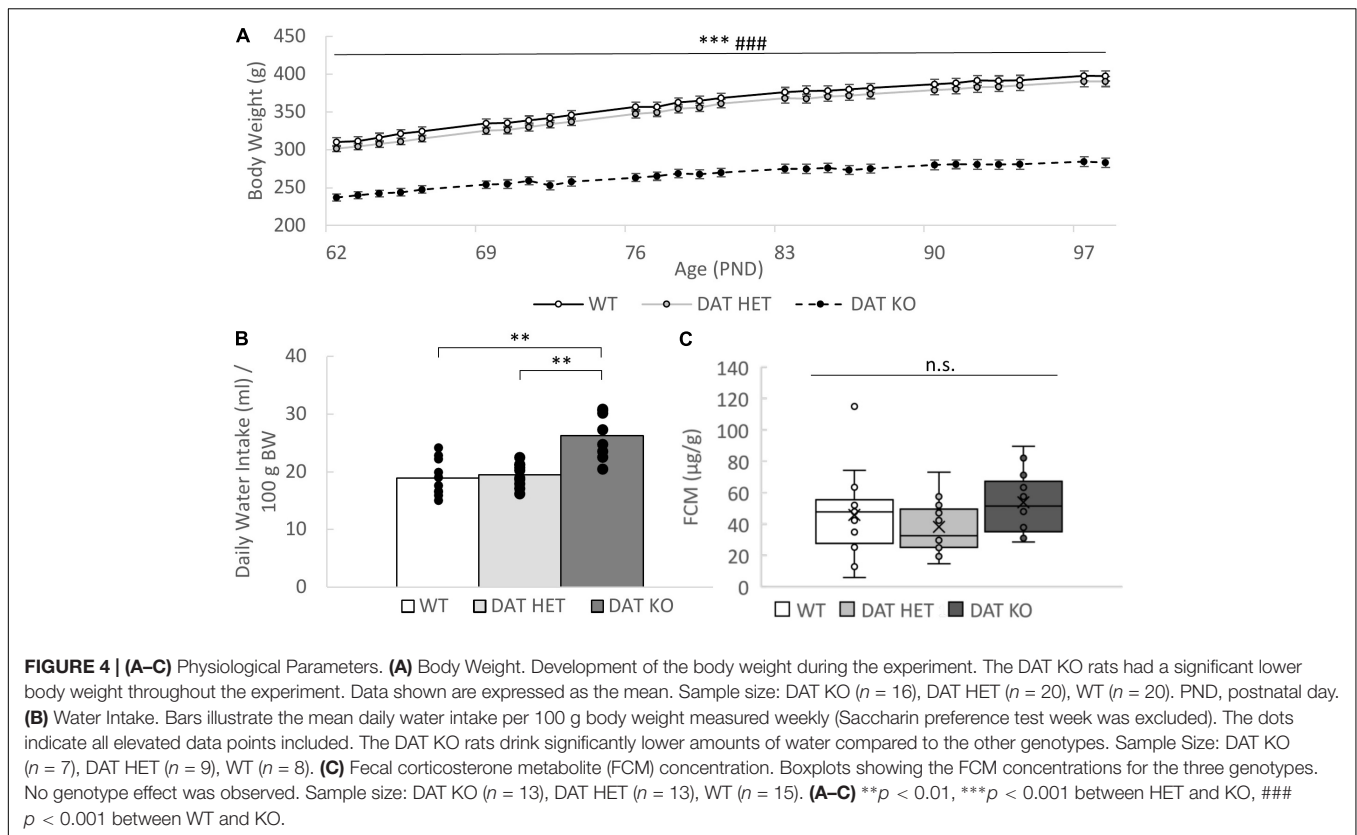 A
450
*** ###
400
350
300
250
200
Body Weight (g)
62 69 76 83 90 97
Age (PND)
WT DAT HET DAT KO
B
**
**
40
30
20
10
0
Daily Water Intake (ml) /
100 g BW
WT DAT HET DAT KO
C
n.s.
140
120
100
80
60
40
20
0
FCM (µg/g)
WT DAT HET DAT KO
FIGURE 4 | (A–C) Physiological Parameters. (A) Body Weight. Development of the body weight during the experiment. The DAT KO rats had a significant lower
body weight throughout the experiment. Data shown are expressed as the mean. Sample size: DAT KO (n = 16), DAT HET (n = 20), WT (n = 20). PND, postnatal day.
(B) Water Intake. Bars illustrate the mean daily water intake per 100 g body weight measured weekly (Saccharin preference test week was excluded). The dots
indicate all elevated data points included. The DAT KO rats drink significantly lower amounts of water compared to the other genotypes. Sample Size: DAT KO
(n = 7), DAT HET (n = 9), WT (n = 8). (C) Fecal corticosterone metabolite (FCM) concentration. Boxplots showing the FCM concentrations for the three genotypes.
No genotype effect was observed. Sample size: DAT KO (n = 13), DAT HET (n = 13), WT (n = 15). (A–C) **p < 0.01, ***p < 0.001 between HET and KO, ###
p < 0.001 between WT and KO.